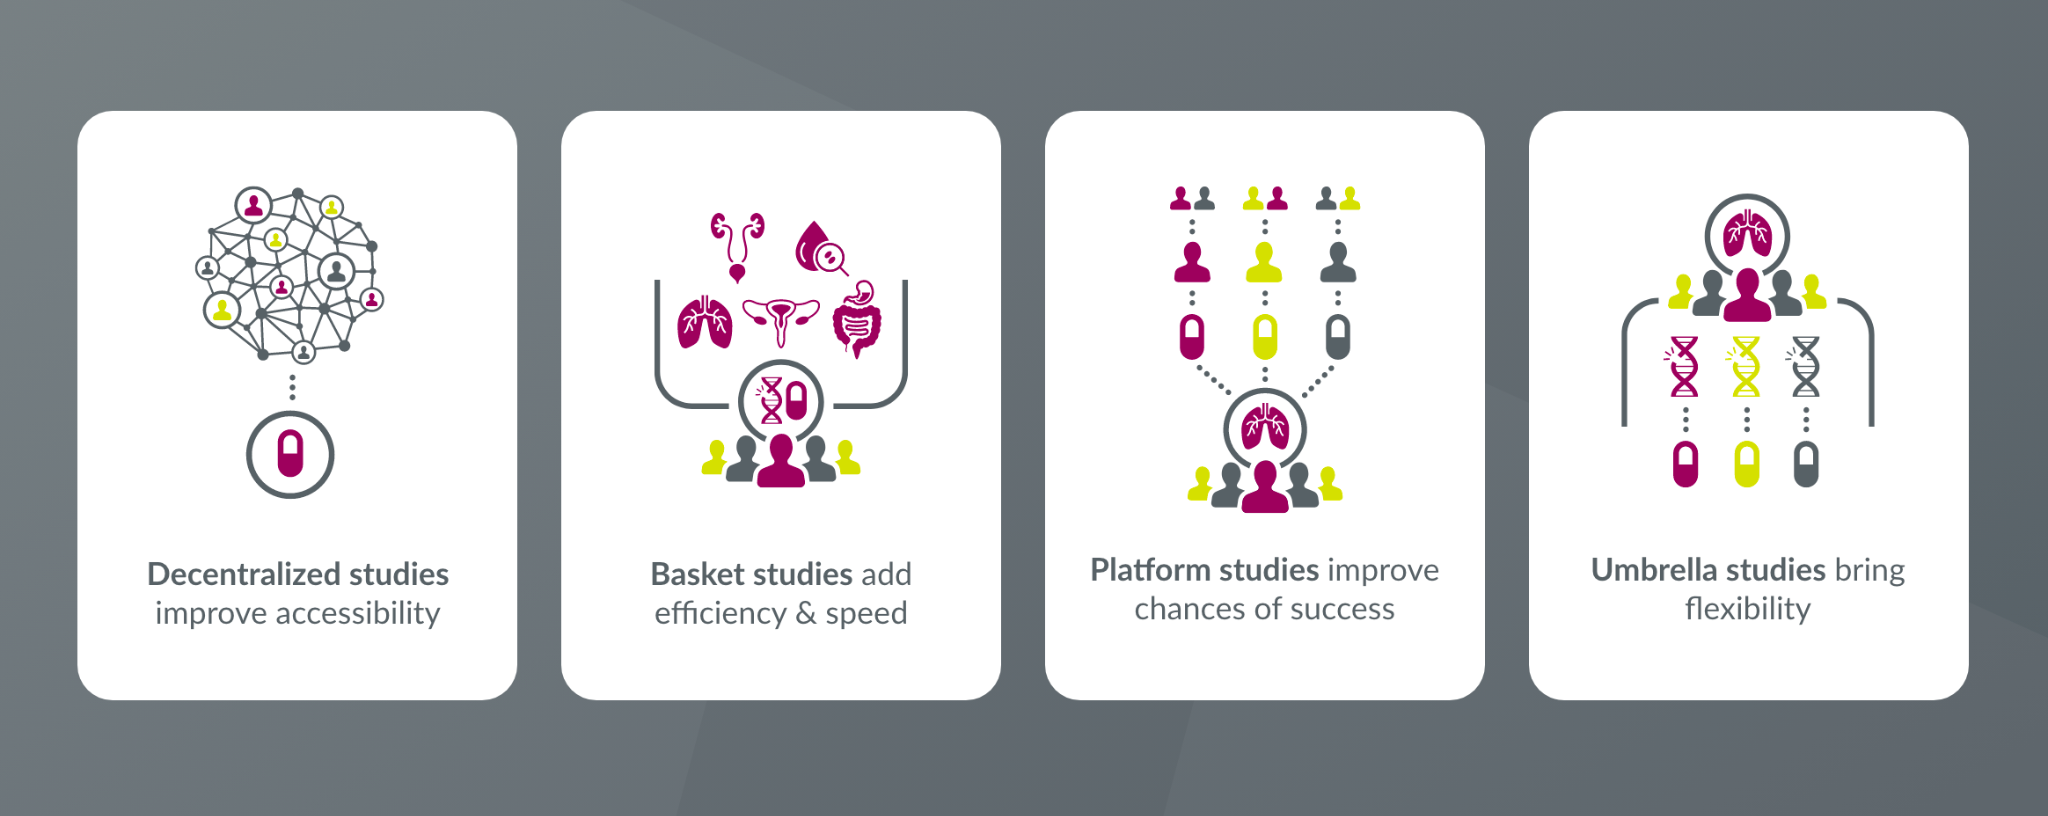 Decentralized studies
improve accessibility
Basket studies add
efficiency & speed
Platform studies improve
chances of success
Umbrella studies bring
flexibility